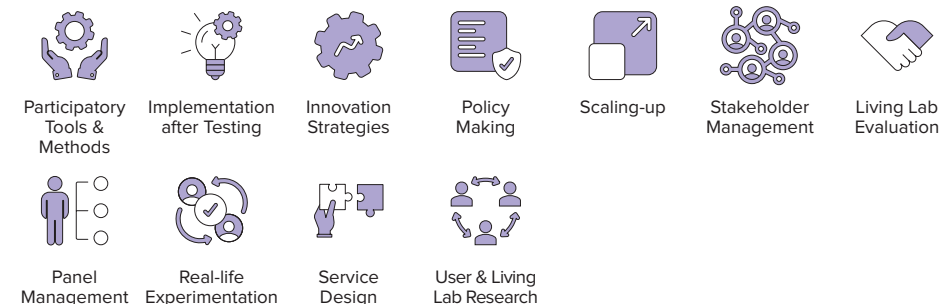 Participatory
Tools &
Methods
Implementation
after Testing
Innovation
Strategies
Policy
Making
Scaling-up
Stakeholder
Management
Living Lab
Evaluation
Panel
Management
Real-life
Experimentation
Service
Design
User & Living
Lab Research